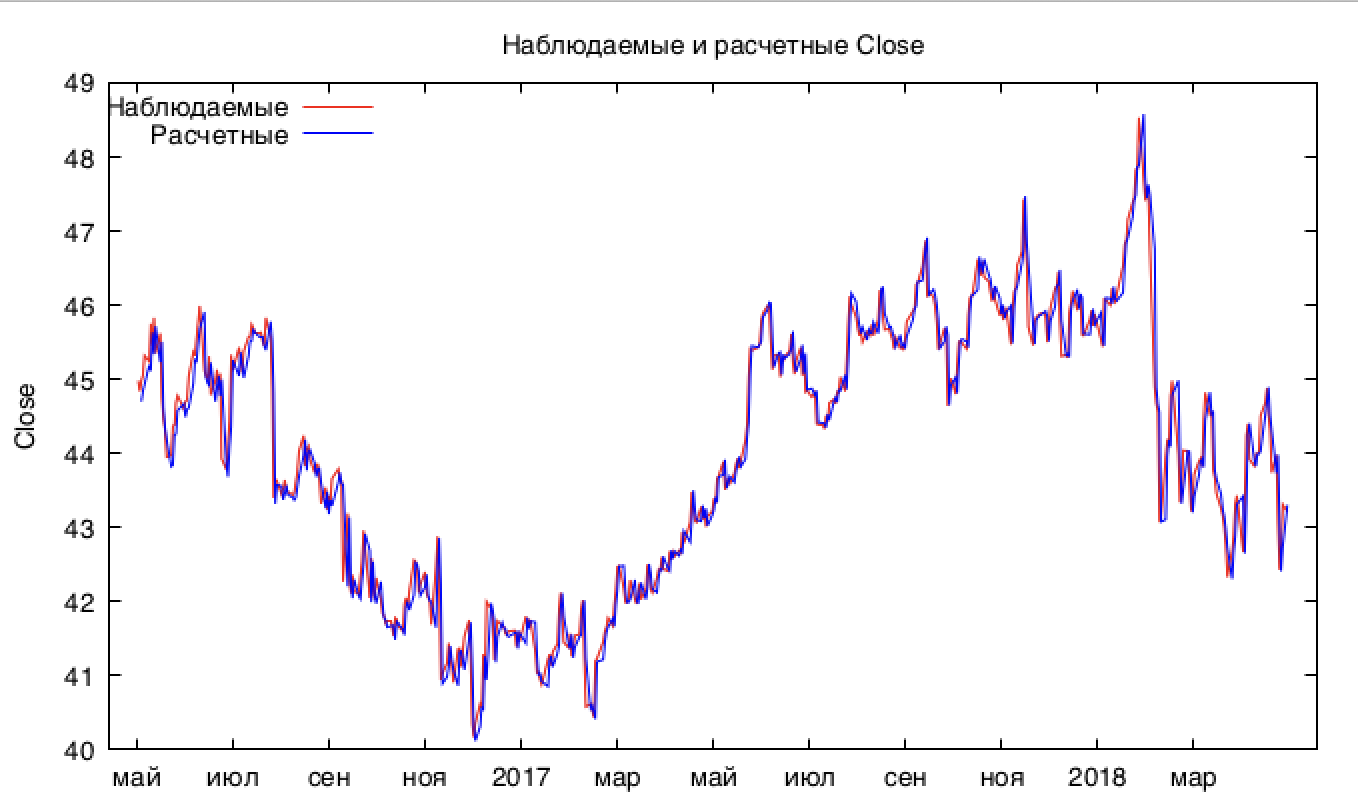 Наблюдаемые и расчетные Close
49
Наблюдаемые
Расчетные
48
47
46
45
Close
44
43
42
41
40
май июл сен ноя 2017 мар май июл сен ноя 2018 мар